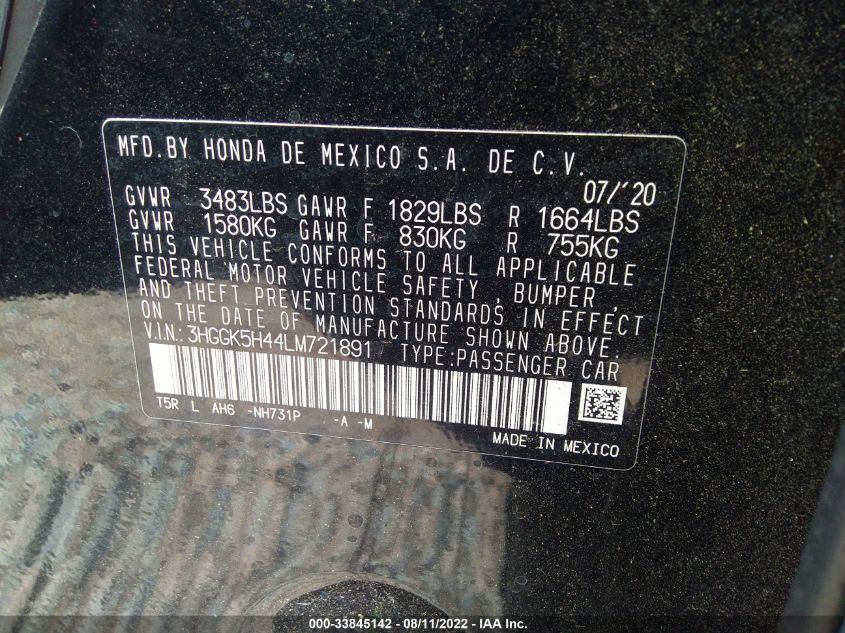 MFD.BY HONDA DE MEXICO S.A. DE C.V.
07/'20
GVWR 3483LBS GAWR F 1829LBS R 1664LBS
GVWR 1580KG GAWR F 830KG R 755KG
THIS VEHICLE CONFORMS TO ALL APPLICABLE
FEDERAL MOTOR VEHICLE SAFETY , BUMPER ,
AND THEFT PREVENTION STANDARDS IN EFFECT
ON THE DATE OF MANUFACTURE SHOWN ABOVE.
V.I.N.: 3HGGK5H44LM721891 TYPE:PASSENGER CAR
T5R L AH6 -NH731P -A -M
MADE IN MEXICO
000-33845142 - 08/11/2022 - IAA Inc.